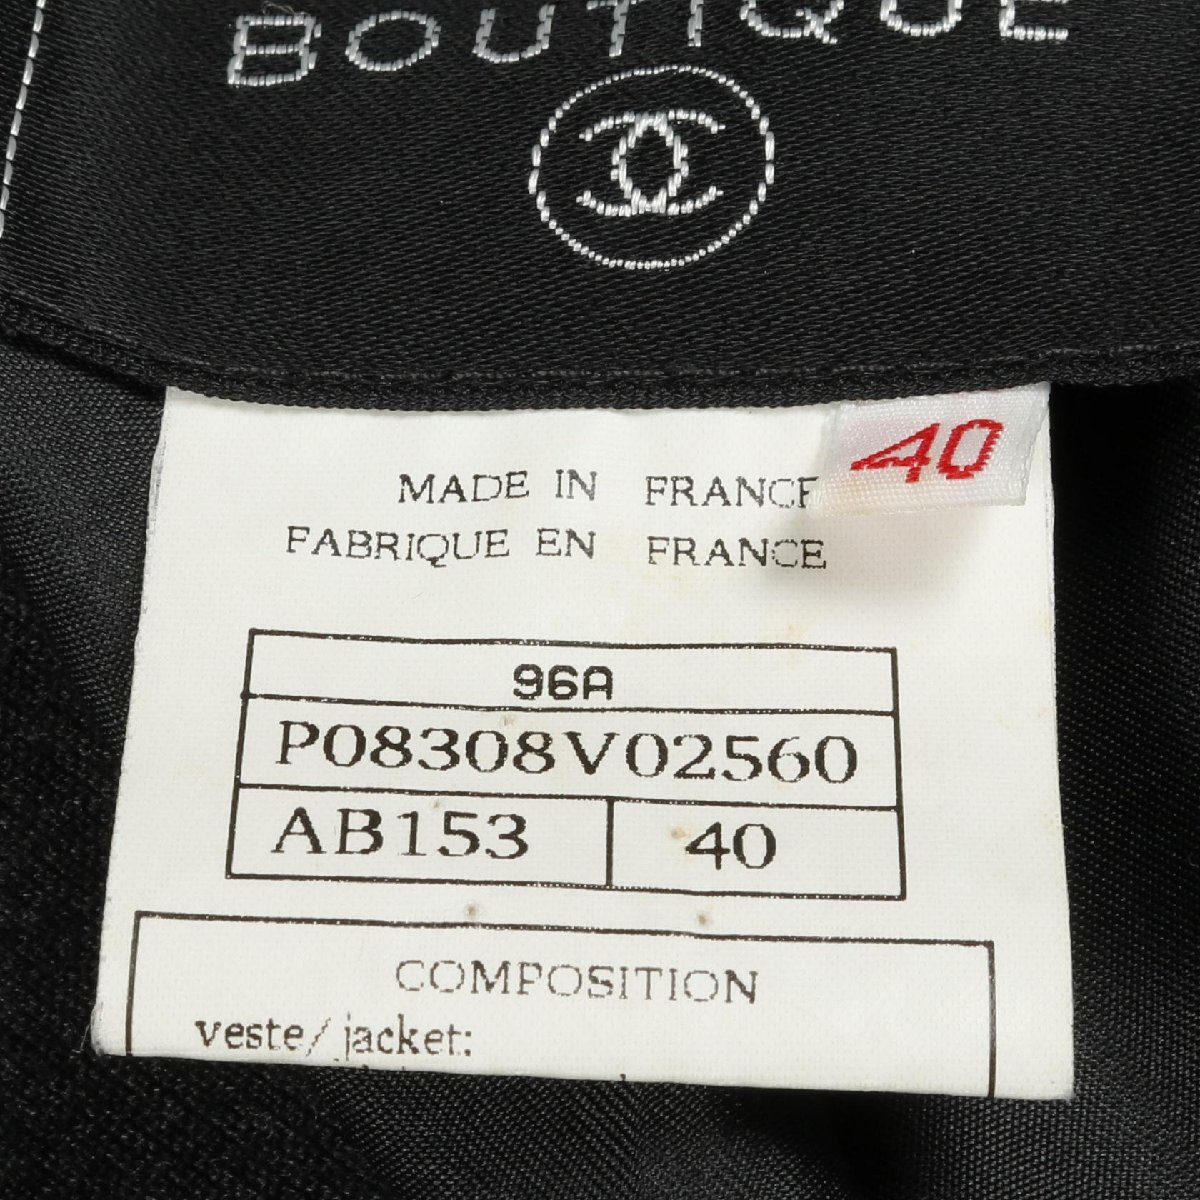 BOUTIQUE
40
MADE IN FRANCE
FABRIQUE EN FRANCE
96A
P08308V02560
AB153 40
COMPOSITION
veste/ jacket: